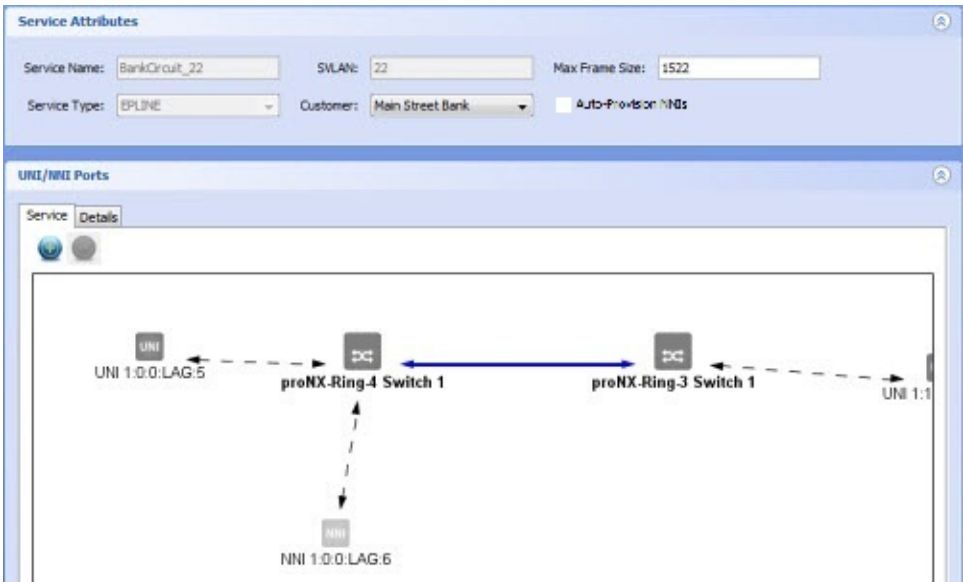 Service Attributes
Service Name: BankCircuit_22 SVLAN: 22 Max Frame Size: 1522
Service Type: EPLINE Customer: Main Street Bank Auto-Provision NNIs
UNI/NNI Ports
Service Details
UNI
UNI 1:0:0:LAG:5
proNX-Ring-4 Switch 1
proNX-Ring-3 Switch 1
UNI 1:1
NNI
NNI 1:0:0:LAG:6